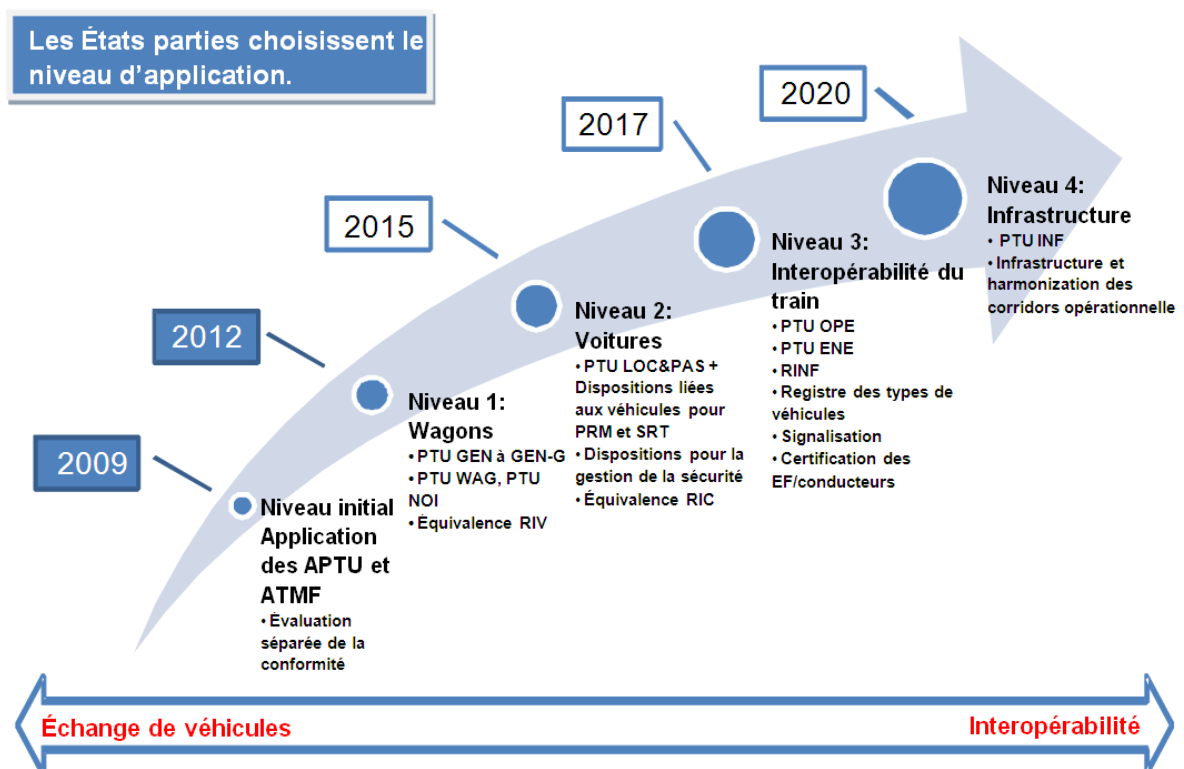 Les États parties choisissent le
niveau d'application.
2009
Niveau initial
Application
des APTU et
ATMF
• Évaluation
séparée de la
conformité
2012
Niveau 1:
Wagons
• PTU GEN à GEN-G
• PTU WAG, PTU
NOI
• Équivalence RIV
2015
Niveau 2:
Voitures
• PTU LOC&PAS +
Dispositions liées
aux véhicules pour
PRM et SRT
• Dispositions pour la
gestion de la sécurité
• Équivalence RIC
2017
Niveau 3:
Interopérabilité du
train
• PTU OPE
• PTU ENE
• RINF
• Registre des types de
véhicules
• Signalisation
• Certification des
EF/conducteurs
2020
Niveau 4:
Infrastructure
• PTU INF
• Infrastructure et
harmonization des
corridors opérationnelle
Échange de véhicules
Interopérabilité